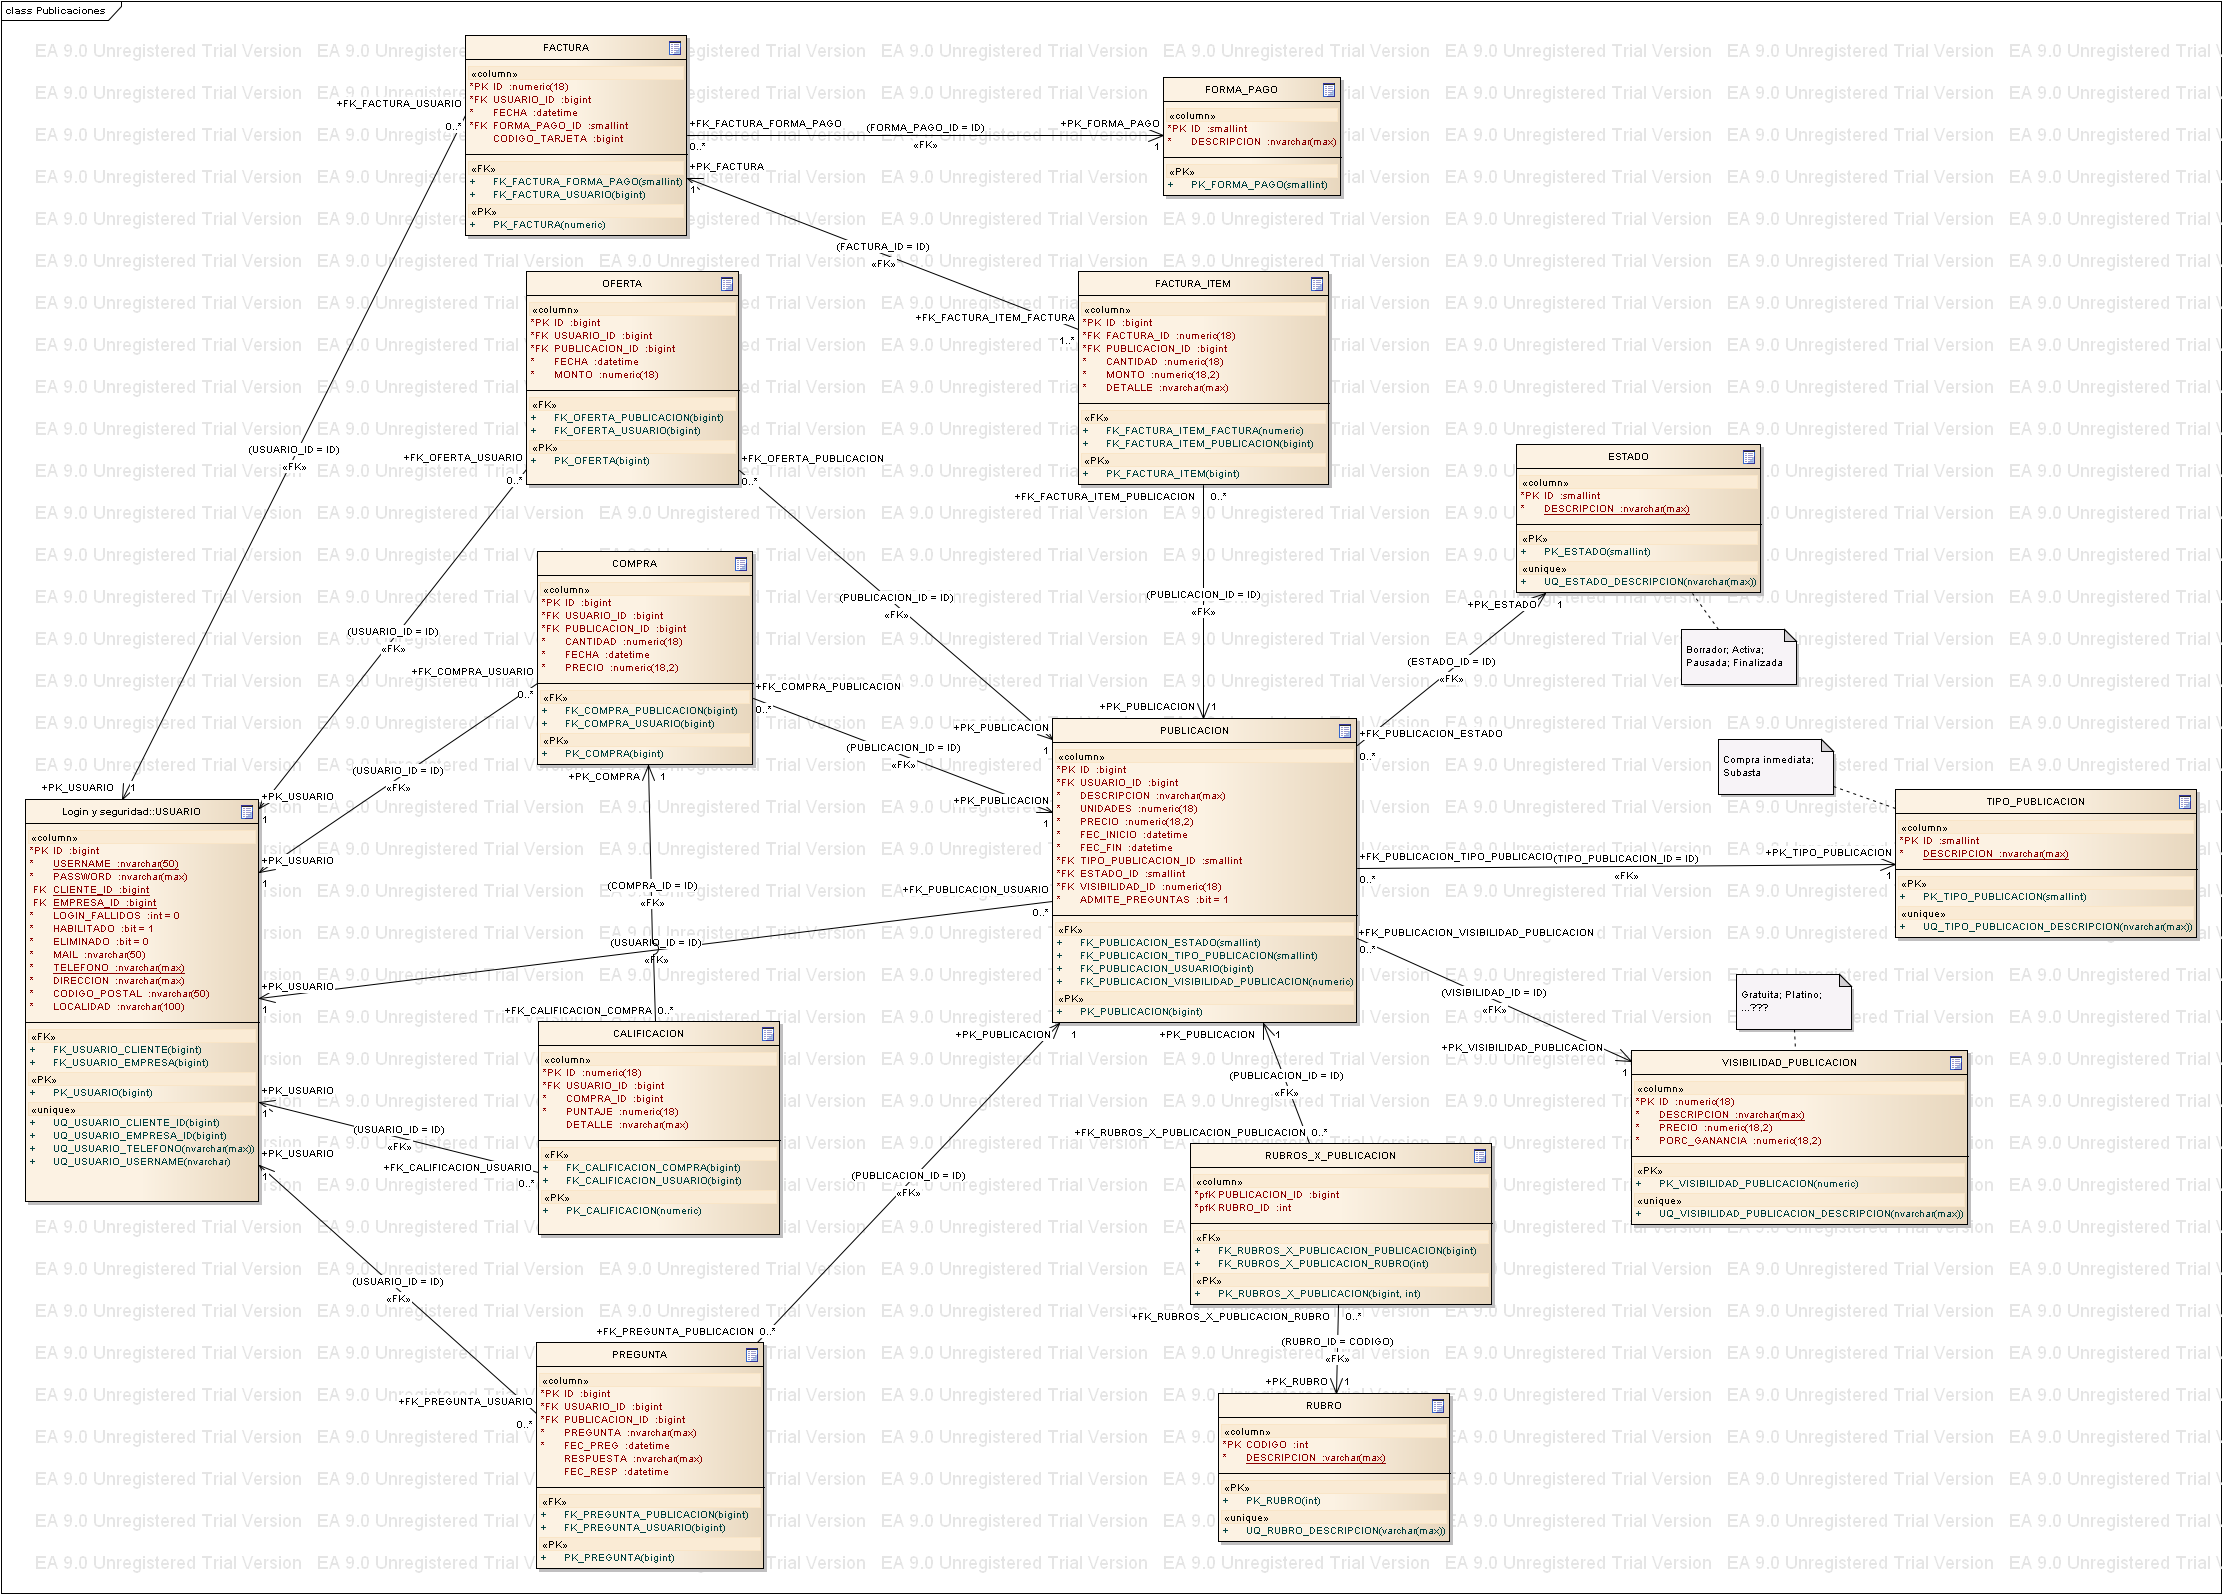 class Publicaciones
FACTURA
«column»
*PK ID :numeric(18)
*FK USUARIO_ID :bigint
* FECHA :datetime
*FK FORMA_PAGO_ID :smallint
CODIGO_TARJETA :bigint
«FK»
+ FK_FACTURA_FORMA_PAGO(smallint)
+ FK_FACTURA_USUARIO(bigint)
«PK»
+ PK_FACTURA(numeric)
+FK_FACTURA_USUARIO
0..*
(USUARIO_ID = ID)
«FK»
+PK_USUARIO
1
+FK_FACTURA_FORMA_PAGO
0..*
(FORMA_PAGO_ID = ID)
«FK»
+PK_FORMA_PAGO
1
FORMA_PAGO
«column»
*PK ID :smallint
* DESCRIPCION :nvarchar(max)
«PK»
+ PK_FORMA_PAGO(smallint)
+PK_FACTURA
1
(FACTURA_ID = ID)
«FK»
+FK_FACTURA_ITEM_FACTURA
1..*
OFERTA
«column»
*PK ID :bigint
*FK USUARIO_ID :bigint
*FK PUBLICACION_ID :bigint
* FECHA :datetime
* MONTO :numeric(18)
«FK»
+ FK_OFERTA_PUBLICACION(bigint)
+ FK_OFERTA_USUARIO(bigint)
«PK»
+ PK_OFERTA(bigint)
FACTURA_ITEM
«column»
*PK ID :bigint
*FK FACTURA_ID :numeric(18)
*FK PUBLICACION_ID :bigint
* CANTIDAD :numeric(18)
* MONTO :numeric(18,2)
* DETALLE :nvarchar(max)
«FK»
+ FK_FACTURA_ITEM_FACTURA(numeric)
+ FK_FACTURA_ITEM_PUBLICACION(bigint)
«PK»
+ PK_FACTURA_ITEM(bigint)
+FK_OFERTA_USUARIO
0..*
(USUARIO_ID = ID)
«FK»
+PK_USUARIO
1
+FK_OFERTA_PUBLICACION
0..*
(PUBLICACION_ID = ID)
«FK»
+PK_PUBLICACION
1
+FK_FACTURA_ITEM_PUBLICACION
0..*
(PUBLICACION_ID = ID)
«FK»
+PK_PUBLICACION
1
ESTADO
«column»
*PK ID :smallint
* DESCRIPCION :nvarchar(max)
«PK»
+ PK_ESTADO(smallint)
«unique»
+ UQ_ESTADO_DESCRIPCION(nvarchar(max))
+PK_ESTADO
1
(ESTADO_ID = ID)
«FK»
+FK_PUBLICACION_ESTADO
0..*
Borrador; Activa;
Pausada; Finalizada
COMPRA
«column»
*PK ID :bigint
*FK USUARIO_ID :bigint
*FK PUBLICACION_ID :bigint
* CANTIDAD :numeric(18)
* FECHA :datetime
* PRECIO :numeric(18,2)
«FK»
+ FK_COMPRA_PUBLICACION(bigint)
+ FK_COMPRA_USUARIO(bigint)
«PK»
+ PK_COMPRA(bigint)
+FK_COMPRA_USUARIO
0..*
(USUARIO_ID = ID)
«FK»
+PK_USUARIO
1
+FK_COMPRA_PUBLICACION
0..*
(PUBLICACION_ID = ID)
«FK»
+PK_PUBLICACION
1
+PK_COMPRA
1
(COMPRA_ID = ID)
«FK»
+FK_CALIFICACION_COMPRA
0..*
PUBLICACION
«column»
*PK ID :bigint
*FK USUARIO_ID :bigint
* DESCRIPCION :nvarchar(max)
* UNIDADES :numeric(18)
* PRECIO :numeric(18,2)
* FEC_INICIO :datetime
* FEC_FIN :datetime
*FK TIPO_PUBLICACION_ID :smallint
*FK ESTADO_ID :smallint
*FK VISIBILIDAD_ID :numeric(18)
* ADMITE_PREGUNTAS :bit = 1
«FK»
+ FK_PUBLICACION_ESTADO(smallint)
+ FK_PUBLICACION_TIPO_PUBLICACION(smallint)
+ FK_PUBLICACION_USUARIO(bigint)
+ FK_PUBLICACION_VISIBILIDAD_PUBLICACION(numeric)
«PK»
+ PK_PUBLICACION(bigint)
Compra inmediata;
Subasta
TIPO_PUBLICACION
«column»
*PK ID :smallint
* DESCRIPCION :nvarchar(max)
«PK»
+ PK_TIPO_PUBLICACION(smallint)
«unique»
+ UQ_TIPO_PUBLICACION_DESCRIPCION(nvarchar(max))
+FK_PUBLICACION_TIPO_PUBLICACIO
0..*
(TIPO_PUBLICACION_ID = ID)
«FK»
+PK_TIPO_PUBLICACION
1
Login y seguridad::USUARIO
«column»
*PK ID :bigint
* USERNAME :nvarchar(50)
* PASSWORD :nvarchar(max)
FK CLIENTE_ID :bigint
FK EMPRESA_ID :bigint
* LOGIN_FALLIDOS :int = 0
* HABILITADO :bit = 1
* ELIMINADO :bit = 0
* MAIL :nvarchar(50)
* TELEFONO :nvarchar(max)
* DIRECCION :nvarchar(max)
* CODIGO_POSTAL :nvarchar(50)
* LOCALIDAD :nvarchar(100)
«FK»
+ FK_USUARIO_CLIENTE(bigint)
+ FK_USUARIO_EMPRESA(bigint)
«PK»
+ PK_USUARIO(bigint)
«unique»
+ UQ_USUARIO_CLIENTE_ID(bigint)
+ UQ_USUARIO_EMPRESA_ID(bigint)
+ UQ_USUARIO_TELEFONO(nvarchar(max))
+ UQ_USUARIO_USERNAME(nvarchar)
+FK_PUBLICACION_USUARIO
0..*
(USUARIO_ID = ID)
«FK»
+PK_USUARIO
1
+FK_PUBLICACION_VISIBILIDAD_PUBLICACION
0..*
(VISIBILIDAD_ID = ID)
«FK»
+PK_VISIBILIDAD_PUBLICACION
1
Gratuita; Platino;
...???
VISIBILIDAD_PUBLICACION
«column»
*PK ID :numeric(18)
* DESCRIPCION :nvarchar(max)
* PRECIO :numeric(18,2)
* PORC_GANANCIA :numeric(18,2)
«PK»
+ PK_VISIBILIDAD_PUBLICACION(numeric)
«unique»
+ UQ_VISIBILIDAD_PUBLICACION_DESCRIPCION(nvarchar(max))
CALIFICACION
«column»
*PK ID :numeric(18)
*FK USUARIO_ID :bigint
* COMPRA_ID :bigint
* PUNTAJE :numeric(18)
DETALLE :nvarchar(max)
«FK»
+ FK_CALIFICACION_COMPRA(bigint)
+ FK_CALIFICACION_USUARIO(bigint)
«PK»
+ PK_CALIFICACION(numeric)
+PK_USUARIO
1
(USUARIO_ID = ID)
«FK»
+FK_CALIFICACION_USUARIO
0..*
+PK_PUBLICACION
1
(PUBLICACION_ID = ID)
«FK»
+FK_PREGUNTA_PUBLICACION
0..*
+PK_PUBLICACION
1
(PUBLICACION_ID = ID)
«FK»
+FK_RUBROS_X_PUBLICACION_PUBLICACION
0..*
RUBROS_X_PUBLICACION
«column»
*pfK PUBLICACION_ID :bigint
*pfK RUBRO_ID :int
«FK»
+ FK_RUBROS_X_PUBLICACION_PUBLICACION(bigint)
+ FK_RUBROS_X_PUBLICACION_RUBRO(int)
«PK»
+ PK_RUBROS_X_PUBLICACION(bigint, int)
+PK_USUARIO
1
(USUARIO_ID = ID)
«FK»
+FK_PREGUNTA_USUARIO
0..*
PREGUNTA
«column»
*PK ID :bigint
*FK USUARIO_ID :bigint
*FK PUBLICACION_ID :bigint
* PREGUNTA :nvarchar(max)
* FEC_PREG :datetime
RESPUESTA :nvarchar(max)
FEC_RESP :datetime
«FK»
+ FK_PREGUNTA_PUBLICACION(bigint)
+ FK_PREGUNTA_USUARIO(bigint)
«PK»
+ PK_PREGUNTA(bigint)
+FK_RUBROS_X_PUBLICACION_RUBRO
0..*
(RUBRO_ID = CODIGO)
«FK»
+PK_RUBRO
1
RUBRO
«column»
*PK CODIGO :int
* DESCRIPCION :varchar(max)
«PK»
+ PK_RUBRO(int)
«unique»
+ UQ_RUBRO_DESCRIPCION(varchar(max))
EA 9.0 Unregistered Trial Version